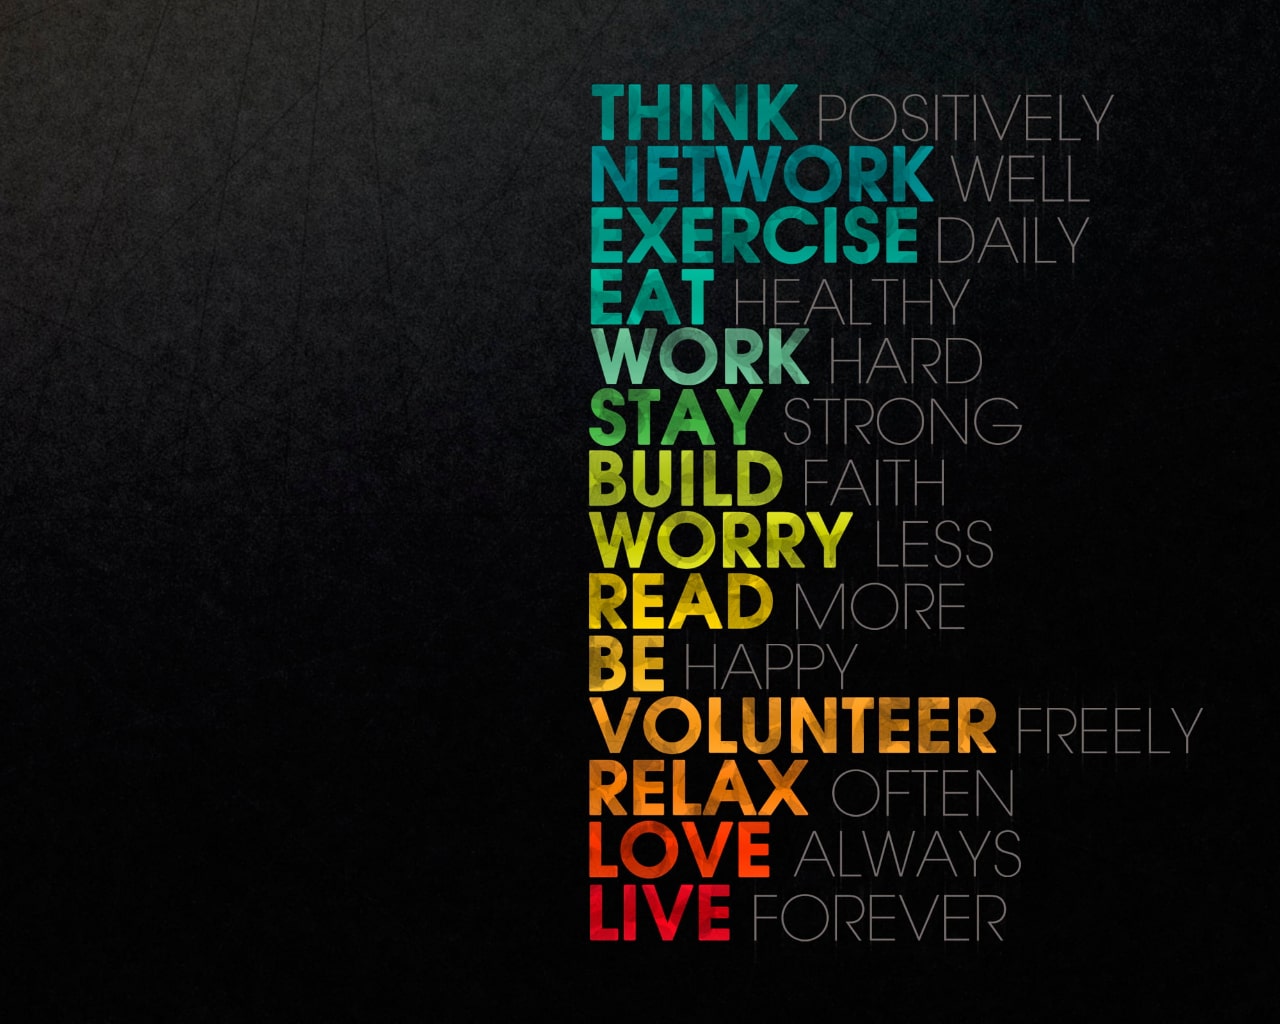 THINK POSITIVELY
NETWORK WELL
EXERCISE DAILY
EAT HEALTHY
WORK HARD
STAY STRONG
BUILD FAITH
WORRY LESS
READ MORE
BE HAPPY
VOLUNTEER FREELY
RELAX OFTEN
LOVE ALWAYS
LIVE FOREVER